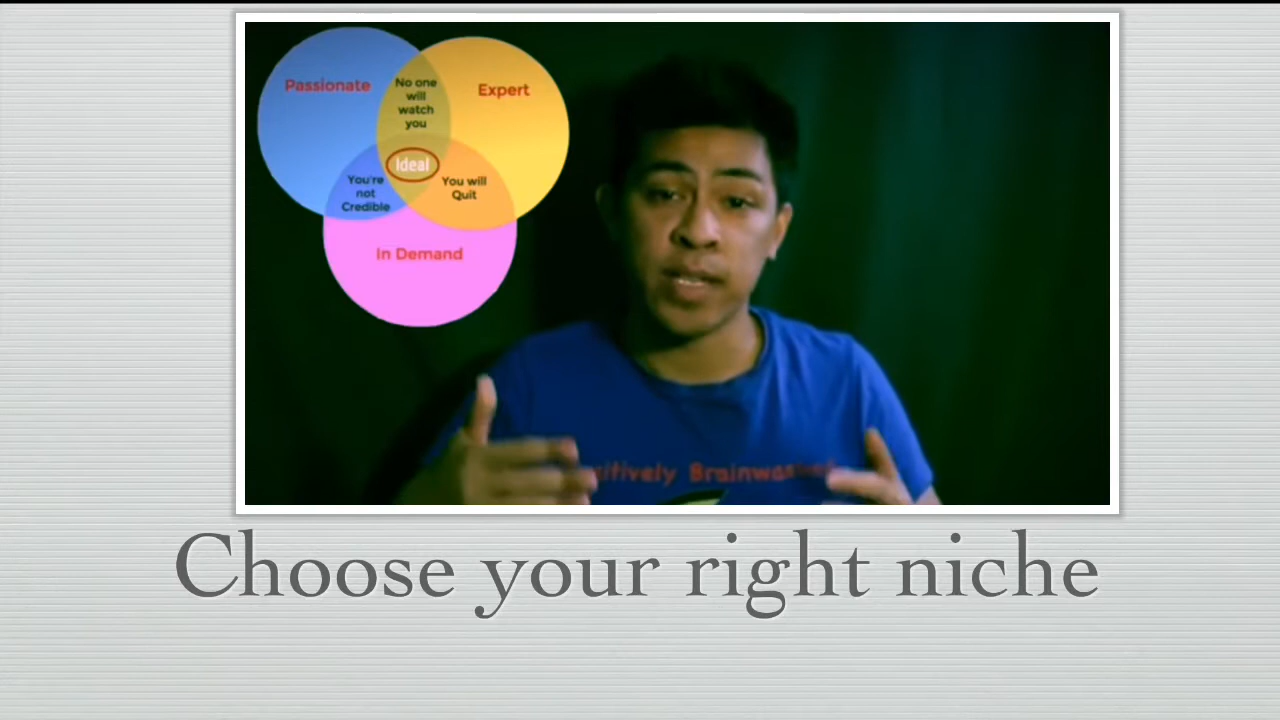 Passionate
No one
will
watch
you
Expert
Ideal
You're
not
Credible
You will
Quit
In Demand
Choose your right niche